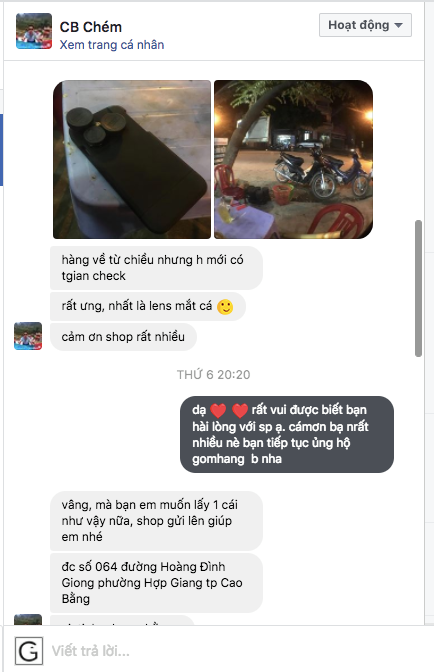 CB Chém
Xem trang cá nhân
Hoạt động
hàng về từ chiều nhưng h mới có
tgian check
rất ưng, nhất là lens mắt cá 🙂
cảm ơn shop rất nhiều
THỨ 6 20:20
dạ ❤️ ❤️ rất vui được biết bạn
hài lòng với sp ạ. cámơn bạ nrất
nhiều nè bạn tiếp tục ủng hộ
gomhang b nha
vâng, mà bạn em muốn lấy 1 cái
như vậy nữa, shop gửi lên giúp
em nhé
đc số 064 đường Hoàng Đình
Giong phường Hợp Giang tp Cao
Bằng
G
Viết trả lời...